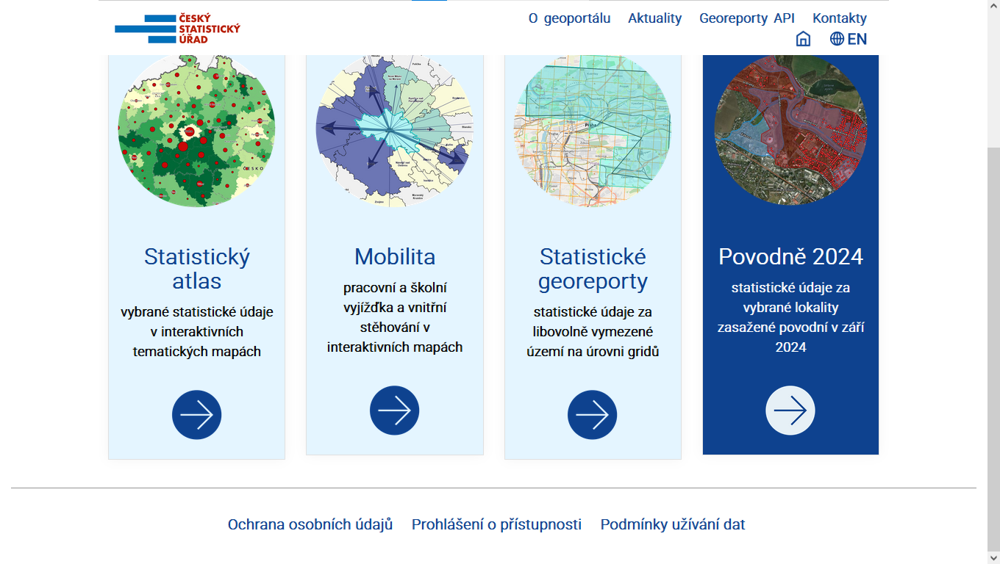 ČESKÝ
STATISTICKÝ
ÚŘAD
O geoportálu Aktuality Georeporty API Kontakty
EN
ČESKO
Praha
Statistický
atlas
vybrané statistické údaje
v interaktivních
tematických mapách
Mobilita
pracovní a školní
vyjížďka a vnitřní
stěhování v
interaktivních mapách
Statistické
georeporty
statistické údaje za
libovolně vymezené
území na úrovni gridů
Povodně 2024
statistické údaje za
vybrané lokality
zasažené povodní v září
2024
Ochrana osobních údajů Prohlášení o přístupnosti Podmínky užívání dat